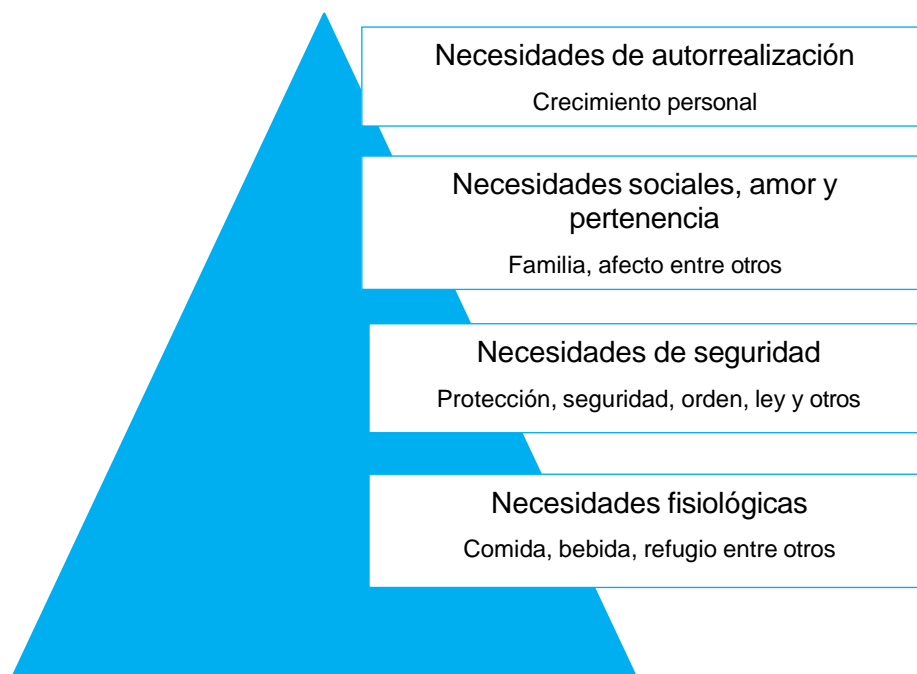 Necesidades de autorrealización
Crecimiento personal
Necesidades sociales, amor y
pertenencia
Familia, afecto entre otros
Necesidades de seguridad
Protección, seguridad, orden, ley y otros
Necesidades fisiológicas
Comida, bebida, refugio entre otros